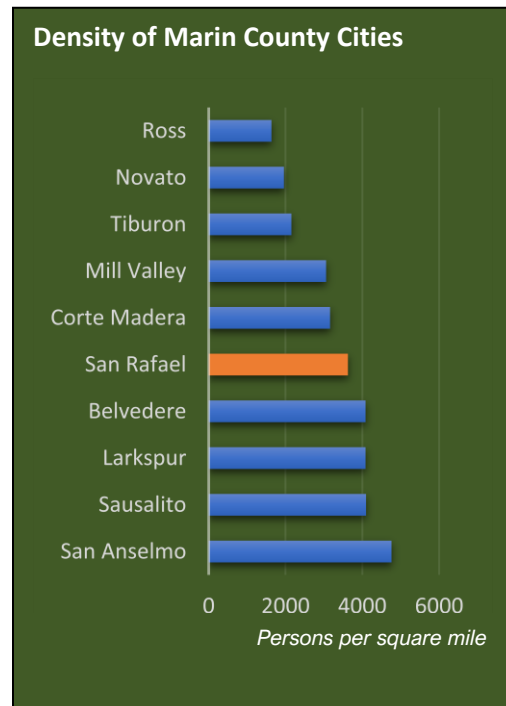 Density of Marin County Cities
Ross
Novato
Tiburon
Mill Valley
Corte Madera
San Rafael
Belvedere
Larkspur
Sausalito
San Anselmo
0 2000 4000 6000
Persons per square mile